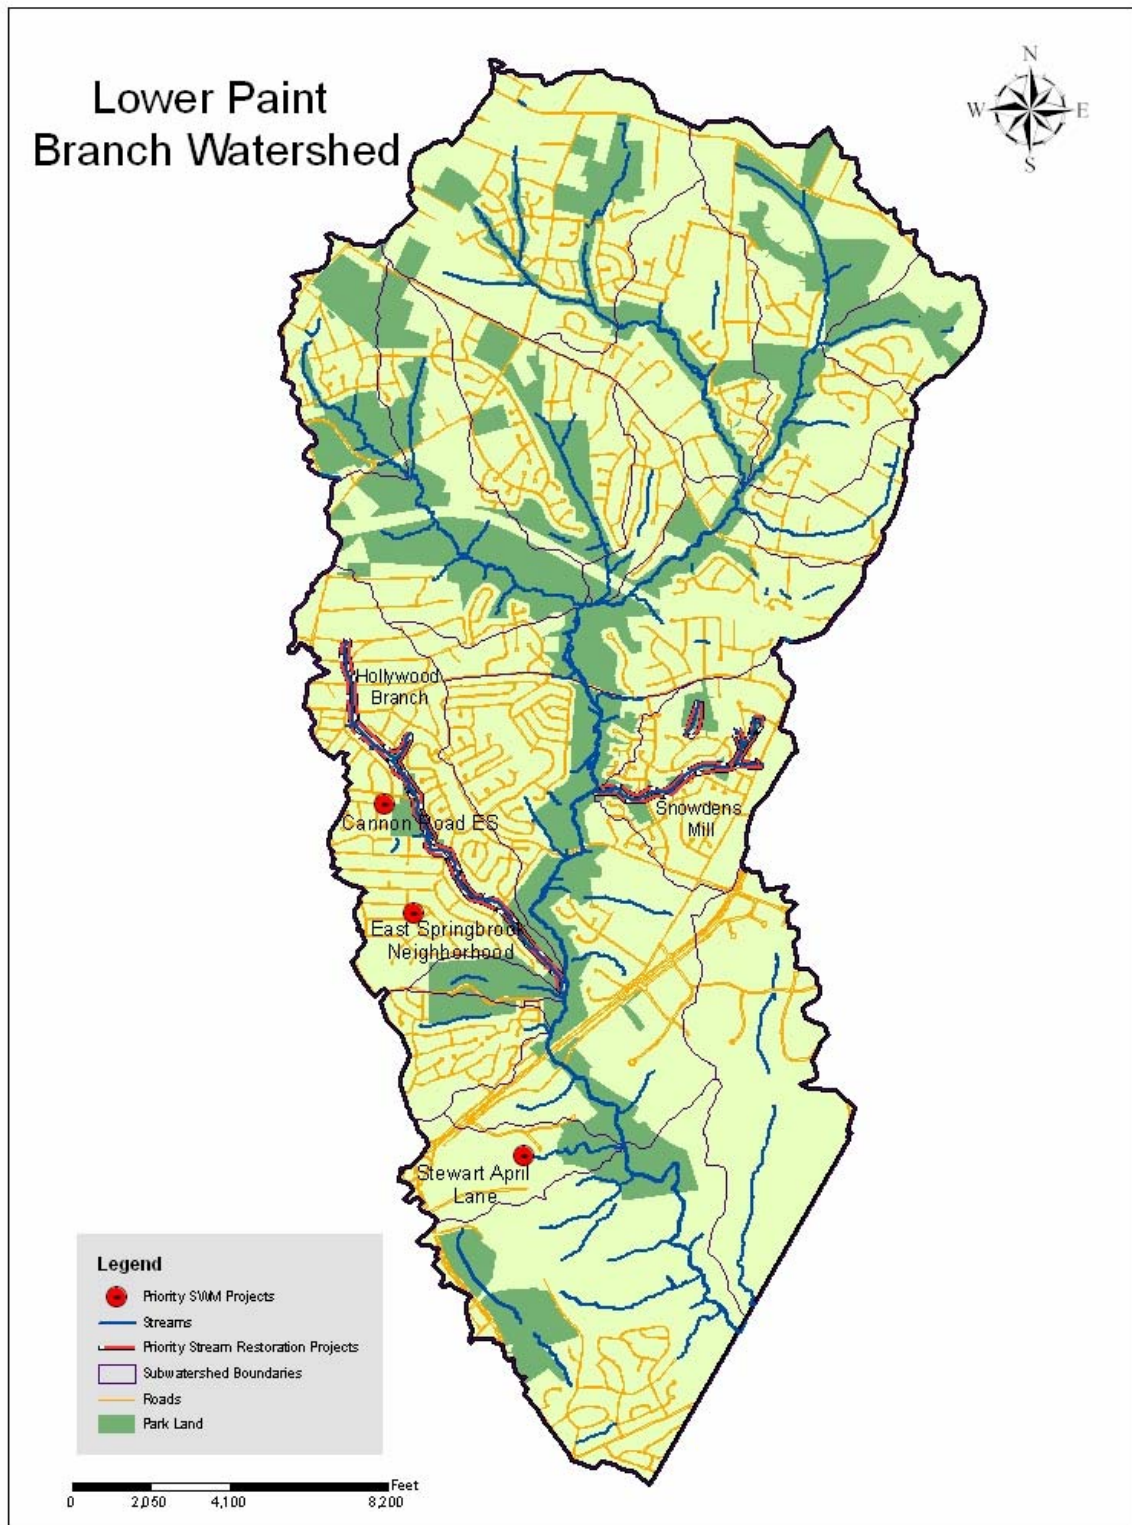 Lower Paint
Branch Watershed
N
W E
S
Hollywood
Branch
Cannon Road ES
Snowdens
Mill
East Springbrook
Neighborhood
Stewart April
Lane
Legend
Priority SWM Projects
Streams
Priority Stream Restoration Projects
Subwatershed Boundaries
Roads
Park Land
Feet
0 2,050 4,100 8,200